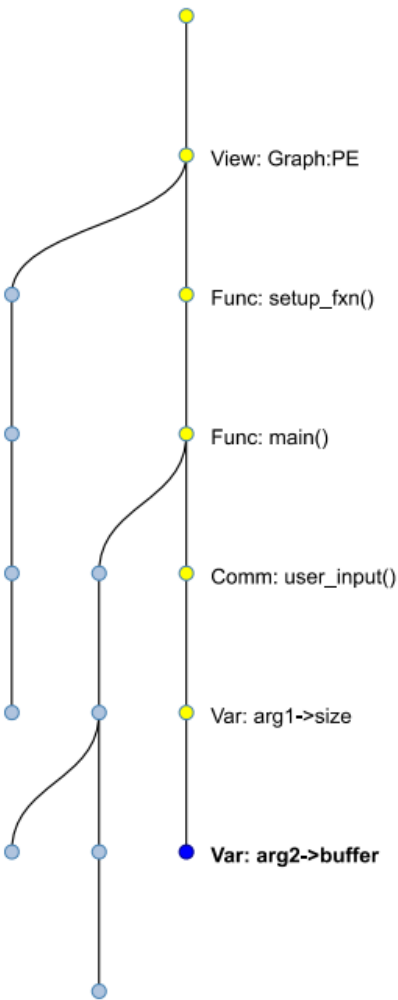 View: Graph:PE
Func: setup_fxn()
Func: main()
Comm: user_input()
Var: arg1->size
Var: arg2->buffer